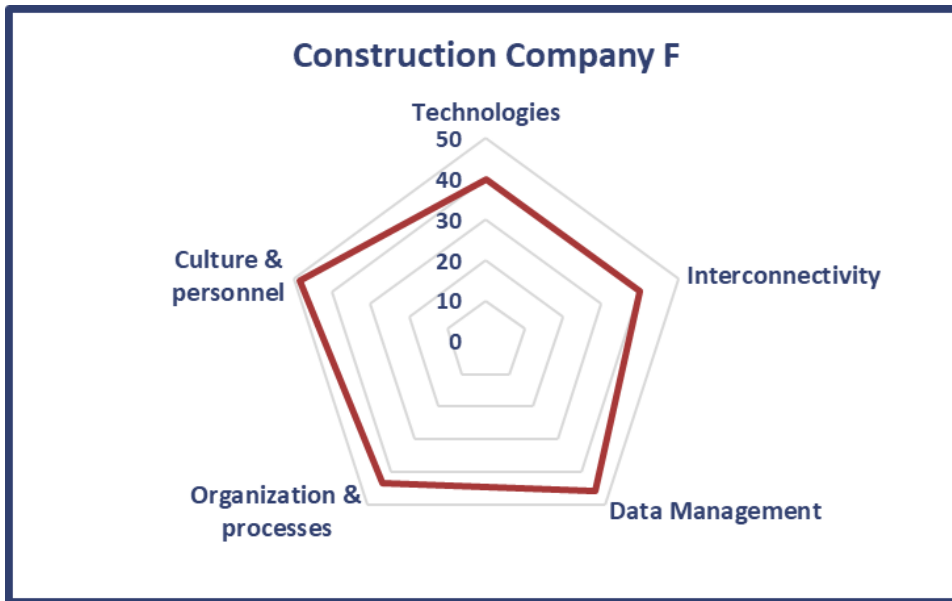 Construction Company F
Technologies
50
40
30
20
10
0
Interconnectivity
Culture &
personnel
Organization &
processes
Data Management